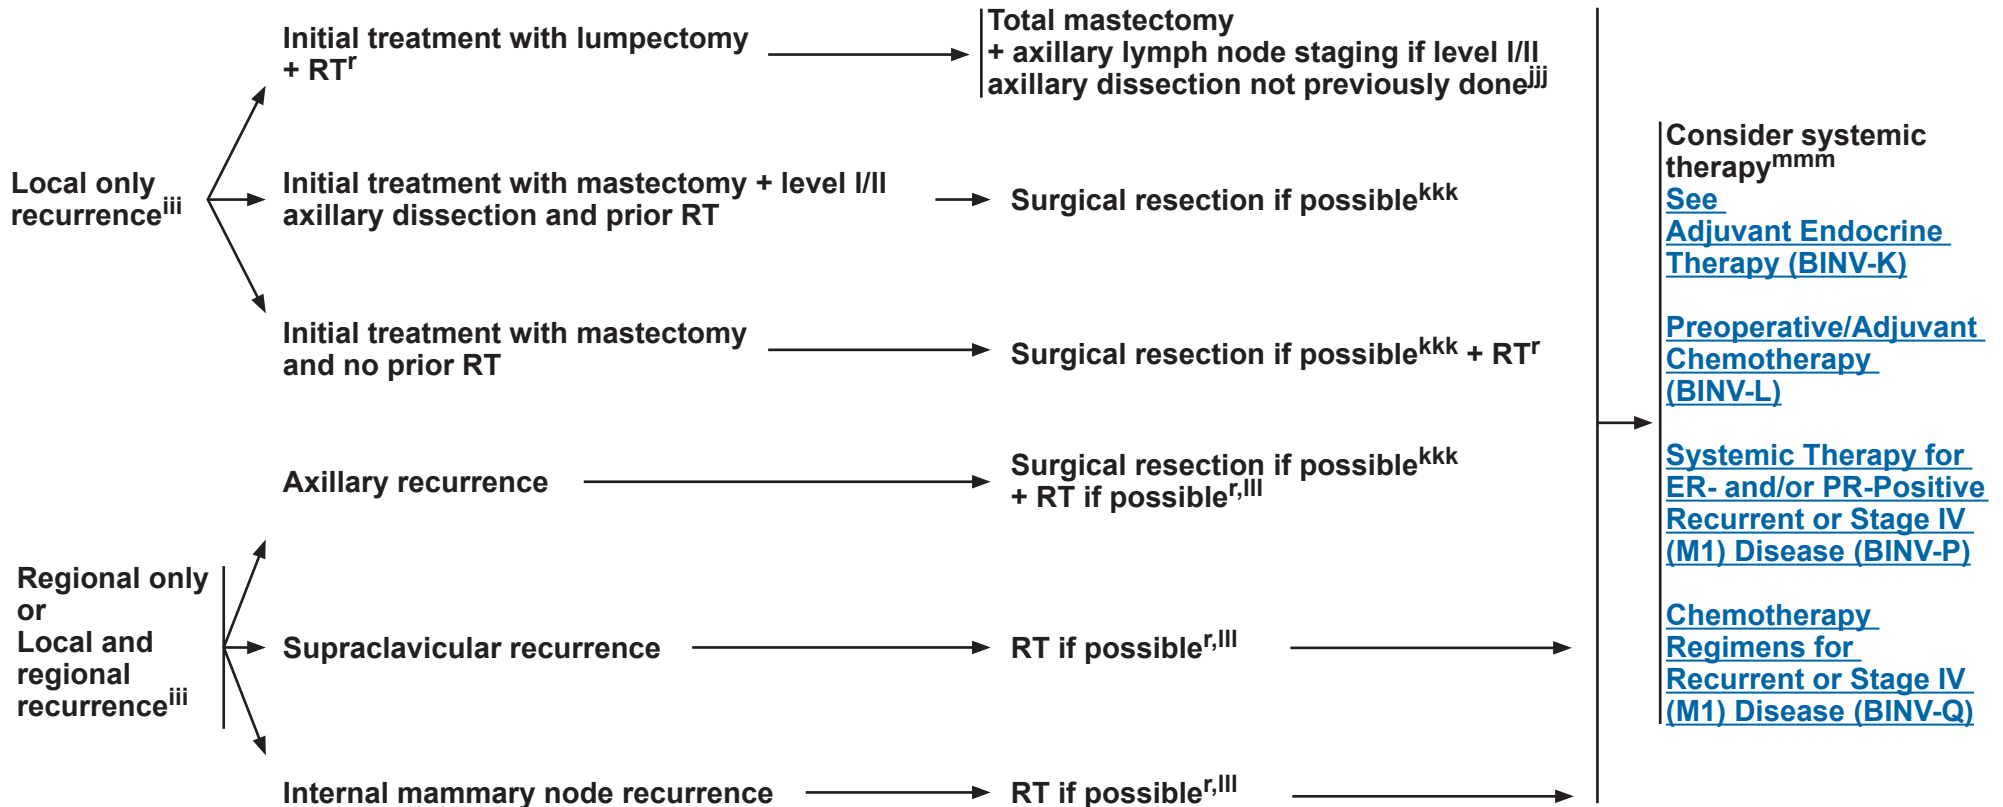 Local only
recurrenceiii
Initial treatment with lumpectomy
+ RTr
Total mastectomy
+ axillary lymph node staging if level I/II
axillary dissection not previously donejjj
Initial treatment with mastectomy + level I/II
axillary dissection and prior RT
Surgical resection if possiblekkk
Initial treatment with mastectomy
and no prior RT
Surgical resection if possiblekkk + RTr
Regional only
or
Local and
regional
recurrenceiii
Axillary recurrence
Surgical resection if possiblekkk
+ RT if possibler,lll
Supraclavicular recurrence
RT if possibler,lll
Internal mammary node recurrence
RT if possibler,lll
Consider systemic
therapymmm
See
Adjuvant Endocrine
Therapy (BINV-K)
Preoperative/Adjuvant
Chemotherapy
(BINV-L)
Systemic Therapy for
ER- and/or PR-Positive
Recurrent or Stage IV
(M1) Disease (BINV-P)
Chemotherapy
Regimens for
Recurrent or Stage IV
(M1) Disease (BINV-Q)